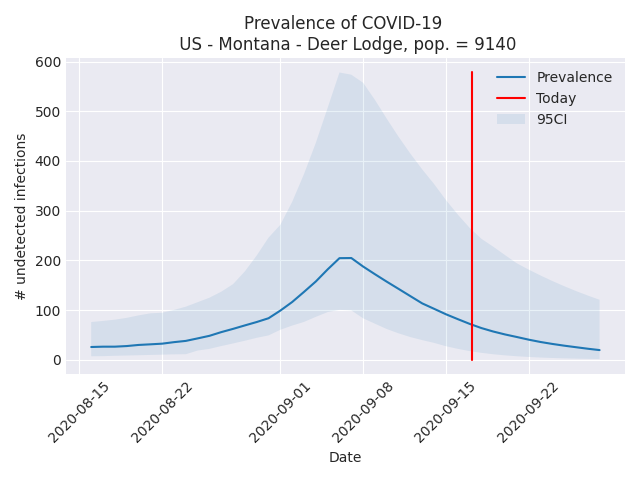 Prevalence of COVID-19
US - Montana - Deer Lodge, pop. = 9140
600
500
400
300
200
100
0
# undetected infections
Prevalence
Today
95CI
2020-08-15
2020-08-22
2020-09-01
2020-09-08
2020-09-15
2020-09-22
Date